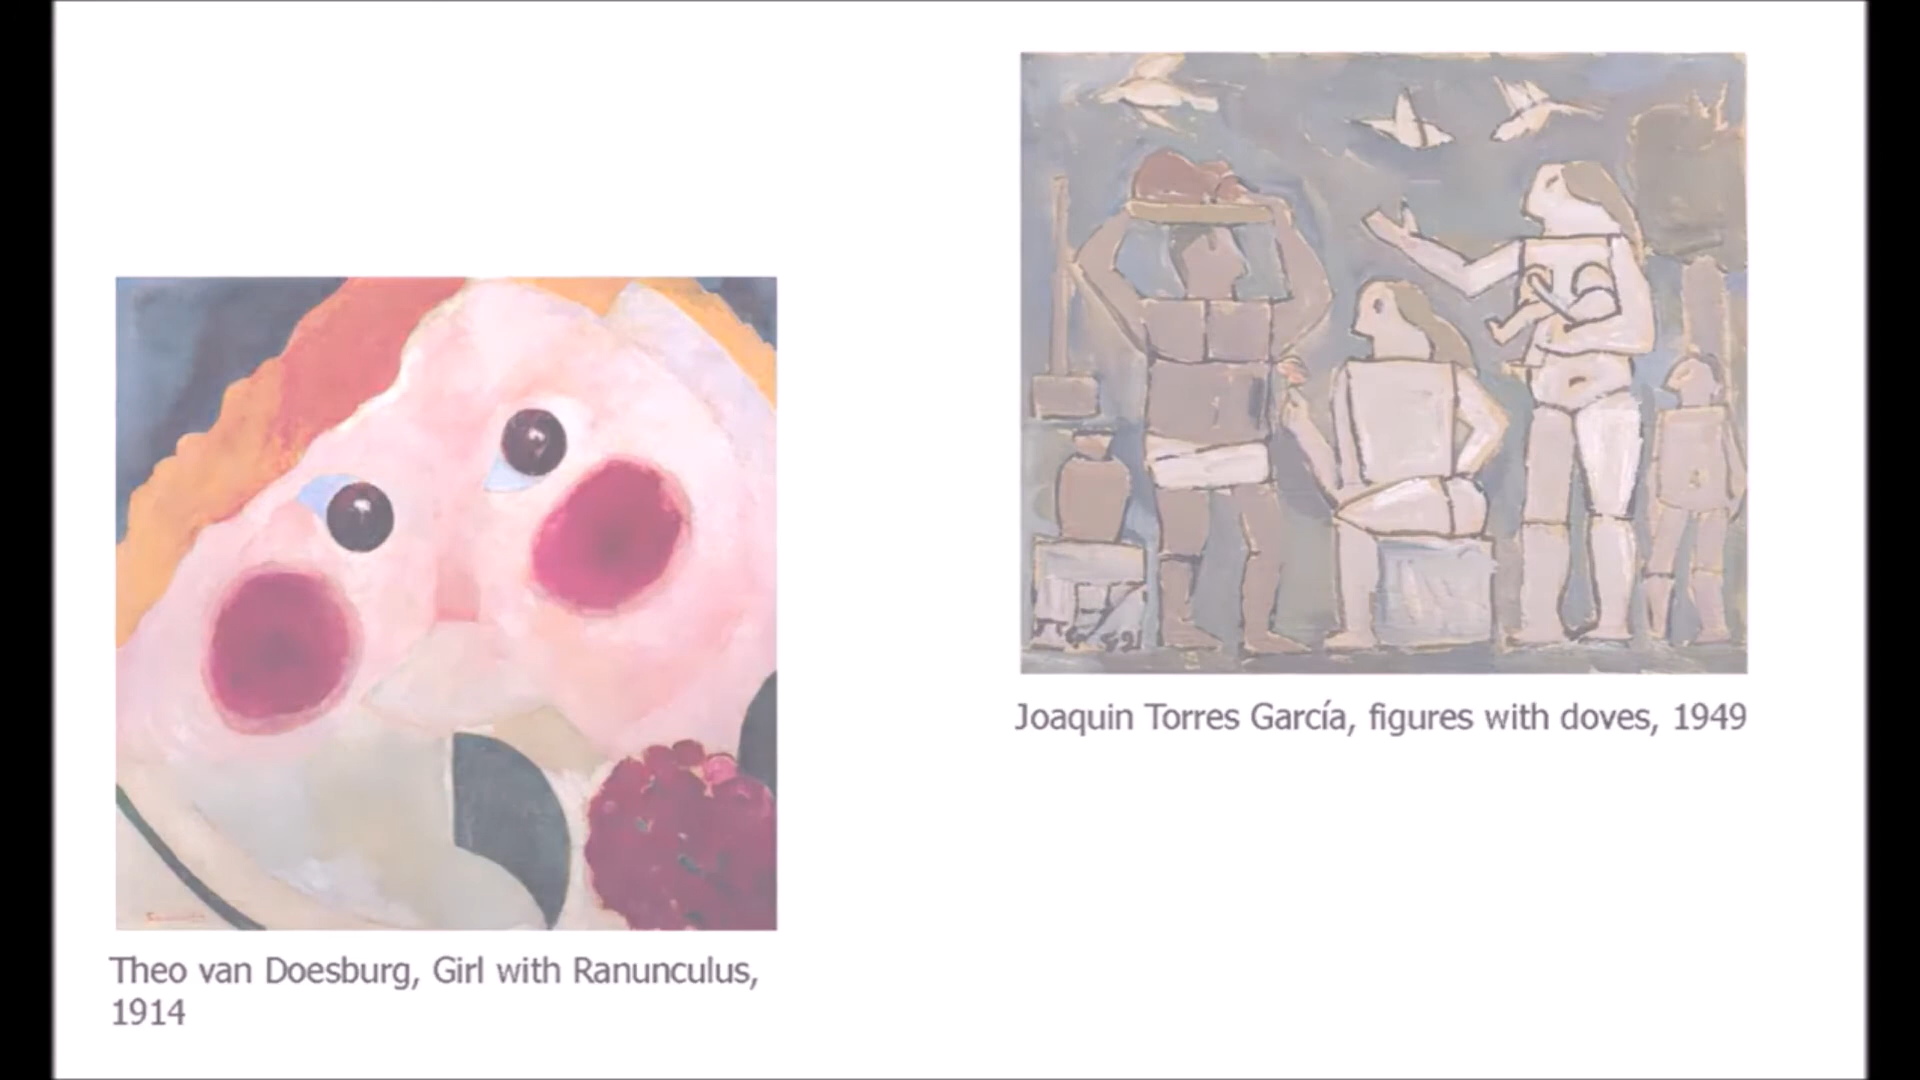 Joaquin Torres García, figures with doves, 1949
Theo van Doesburg, Girl with Ranunculus,
1914